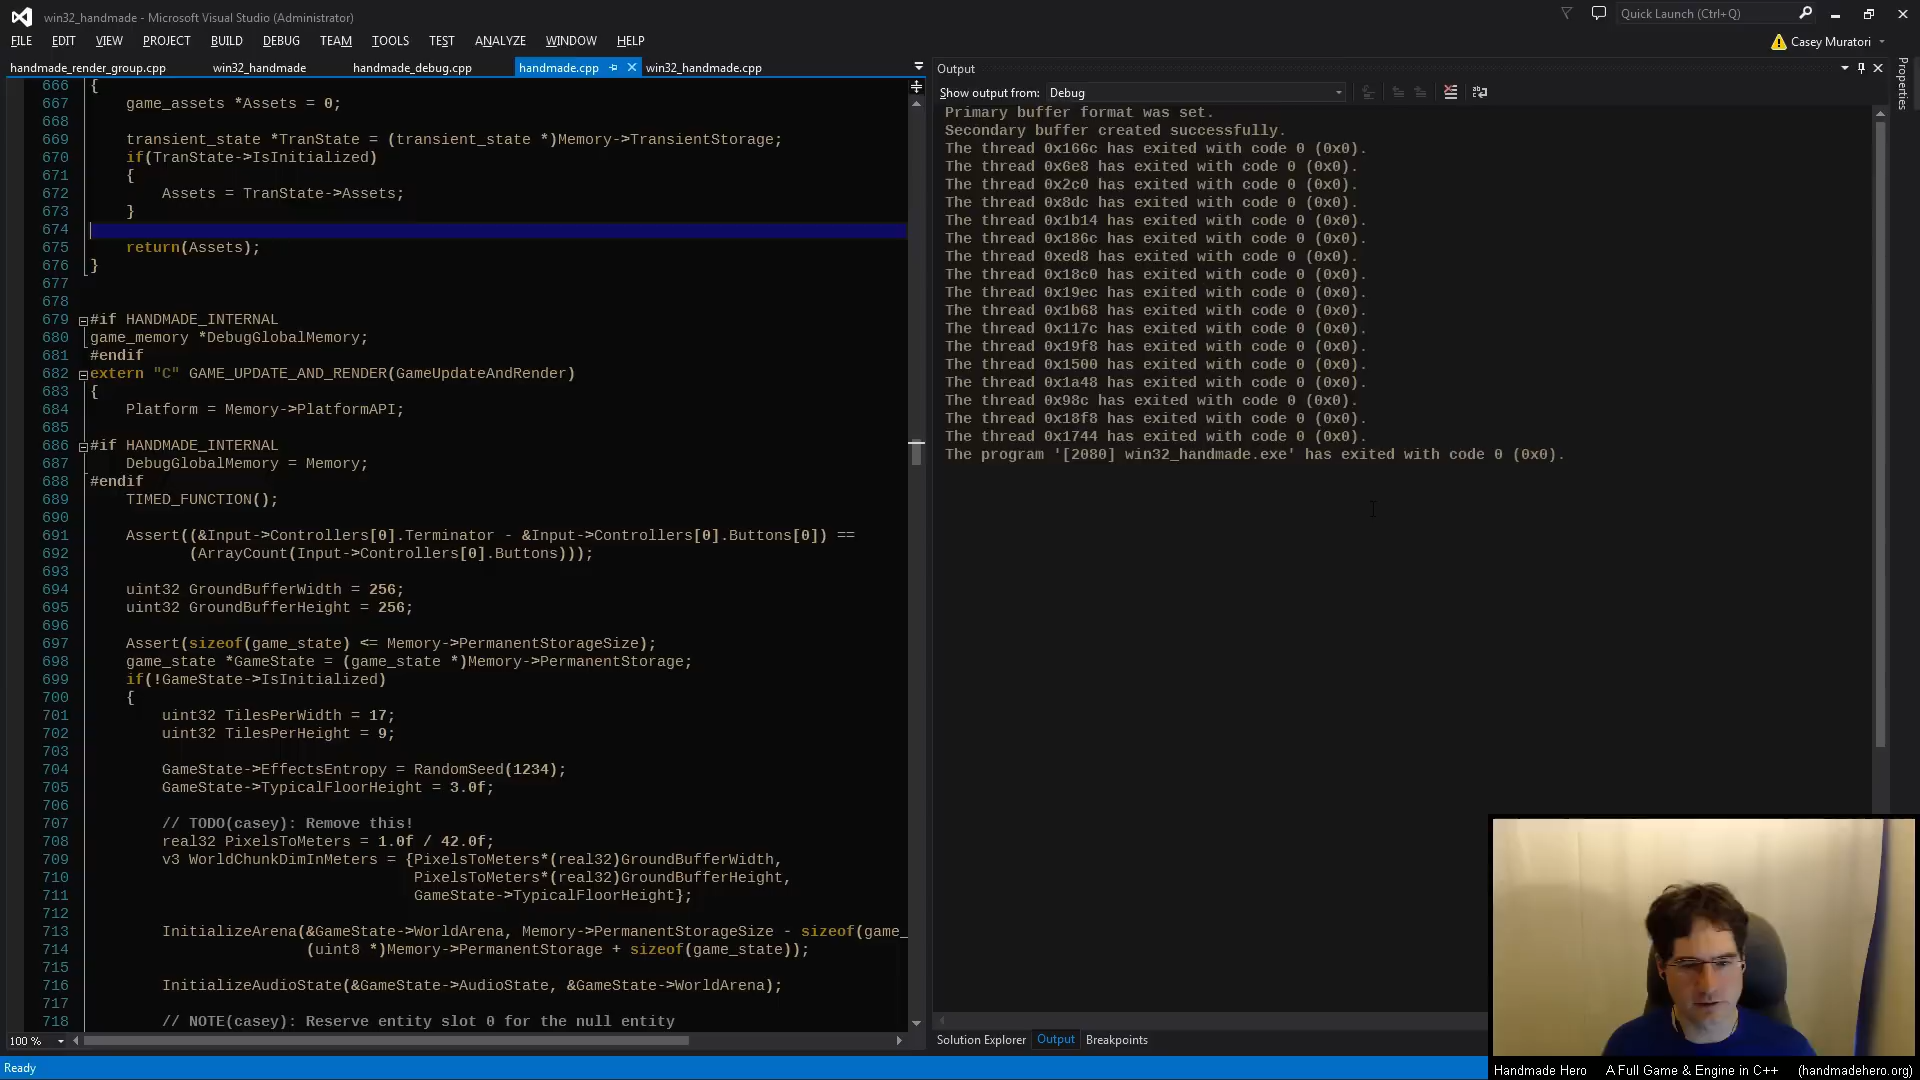 win32_handmade - Microsoft Visual Studio (Administrator)
Quick Launch (Ctrl+Q)
FILE EDIT VIEW PROJECT BUILD DEBUG TEAM TOOLS TEST ANALYZE WINDOW HELP
Casey Muratori
handmade_render_group.cpp win32_handmade handmade_debug.cpp handmade.cpp win32_handmade.cpp
666 {
667 game_assets *Assets = 0;
668
669 transient_state *TranState = (transient_state *)Memory->TransientStorage;
670 if(TranState->IsInitialized)
671 {
672 Assets = TranState->Assets;
673 }
674
675 return(Assets);
676 }
677
678
679 #if HANDMADE_INTERNAL
680 game_memory *DebugGlobalMemory;
681 #endif
682 extern "C" GAME_UPDATE_AND_RENDER(GameUpdateAndRender)
683 {
684 Platform = Memory->PlatformAPI;
685
686 #if HANDMADE_INTERNAL
687 DebugGlobalMemory = Memory;
688 #endif
689 TIMED_FUNCTION();
690
691 Assert((&Input->Controllers[0].Terminator - &Input->Controllers[0].Buttons[0]) ==
692 (ArrayCount(Input->Controllers[0].Buttons)));
693
694 uint32 GroundBufferWidth = 256;
695 uint32 GroundBufferHeight = 256;
696
697 Assert(sizeof(game_state) <= Memory->PermanentStorageSize);
698 game_state *GameState = (game_state *)Memory->PermanentStorage;
699 if(!GameState->IsInitialized)
700 {
701 uint32 TilesPerWidth = 17;
702 uint32 TilesPerHeight = 9;
703
704 GameState->EffectsEntropy = RandomSeed(1234);
705 GameState->TypicalFloorHeight = 3.0f;
706
707 // TODO(casey): Remove this!
708 real32 PixelsToMeters = 1.0f / 42.0f;
709 v3 WorldChunkDimInMeters = {PixelsToMeters*(real32)GroundBufferWidth,
710 PixelsToMeters*(real32)GroundBufferHeight,
711 GameState->TypicalFloorHeight};
712
713 InitializeArena(&GameState->WorldArena, Memory->PermanentStorageSize - sizeof(game_
714 (uint8 *)Memory->PermanentStorage + sizeof(game_state));
715
716 InitializeAudioState(&GameState->AudioState, &GameState->WorldArena);
717
718 // NOTE(casey): Reserve entity slot 0 for the null entity
100 %
Output
Show output from: Debug
Primary buffer format was set.
Secondary buffer created successfully.
The thread 0x166c has exited with code 0 (0x0).
The thread 0x6e8 has exited with code 0 (0x0).
The thread 0x2c0 has exited with code 0 (0x0).
The thread 0x8dc has exited with code 0 (0x0).
The thread 0x1b14 has exited with code 0 (0x0).
The thread 0x186c has exited with code 0 (0x0).
The thread 0xed8 has exited with code 0 (0x0).
The thread 0x18c0 has exited with code 0 (0x0).
The thread 0x19ec has exited with code 0 (0x0).
The thread 0x1b68 has exited with code 0 (0x0).
The thread 0x117c has exited with code 0 (0x0).
The thread 0x19f8 has exited with code 0 (0x0).
The thread 0x1500 has exited with code 0 (0x0).
The thread 0x1a48 has exited with code 0 (0x0).
The thread 0x98c has exited with code 0 (0x0).
The thread 0x18f8 has exited with code 0 (0x0).
The thread 0x1744 has exited with code 0 (0x0).
The program '[2080] win32_handmade.exe' has exited with code 0 (0x0).
Properties
Solution Explorer Output Breakpoints
Ready
Handmade Hero A Full Game & Engine in C++ (handmadehero.org)